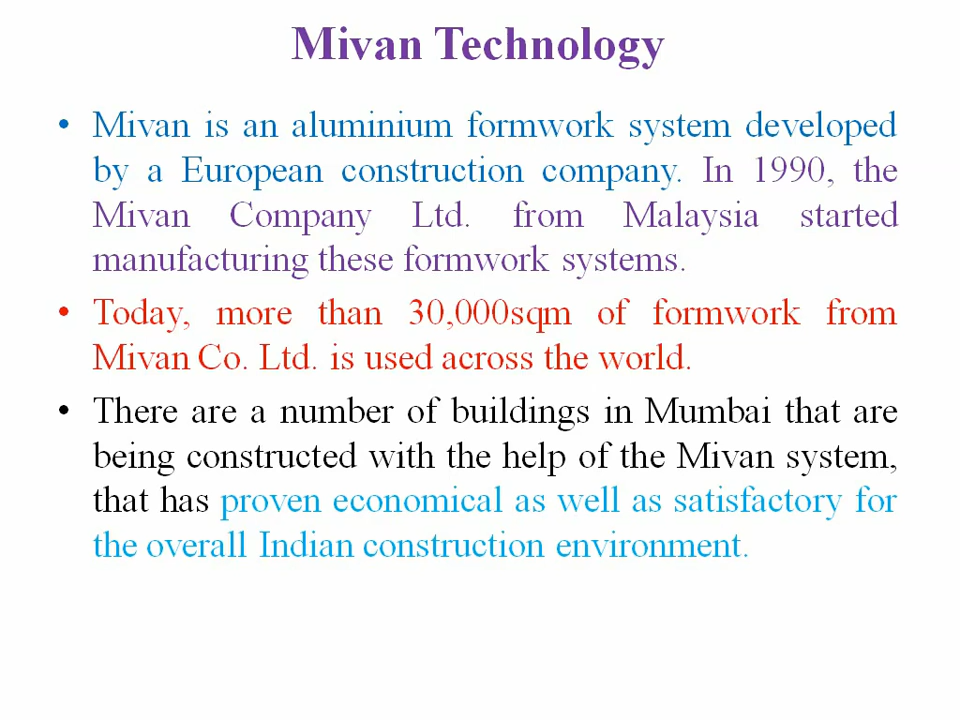 Mivan Technology
• Mivan is an aluminium formwork system developed
by a European construction company. In 1990, the
Mivan Company Ltd. from Malaysia started
manufacturing these formwork systems.
• Today, more than 30,000sqm of formwork from
Mivan Co. Ltd. is used across the world.
• There are a number of buildings in Mumbai that are
being constructed with the help of the Mivan system,
that has proven economical as well as satisfactory for
the overall Indian construction environment.